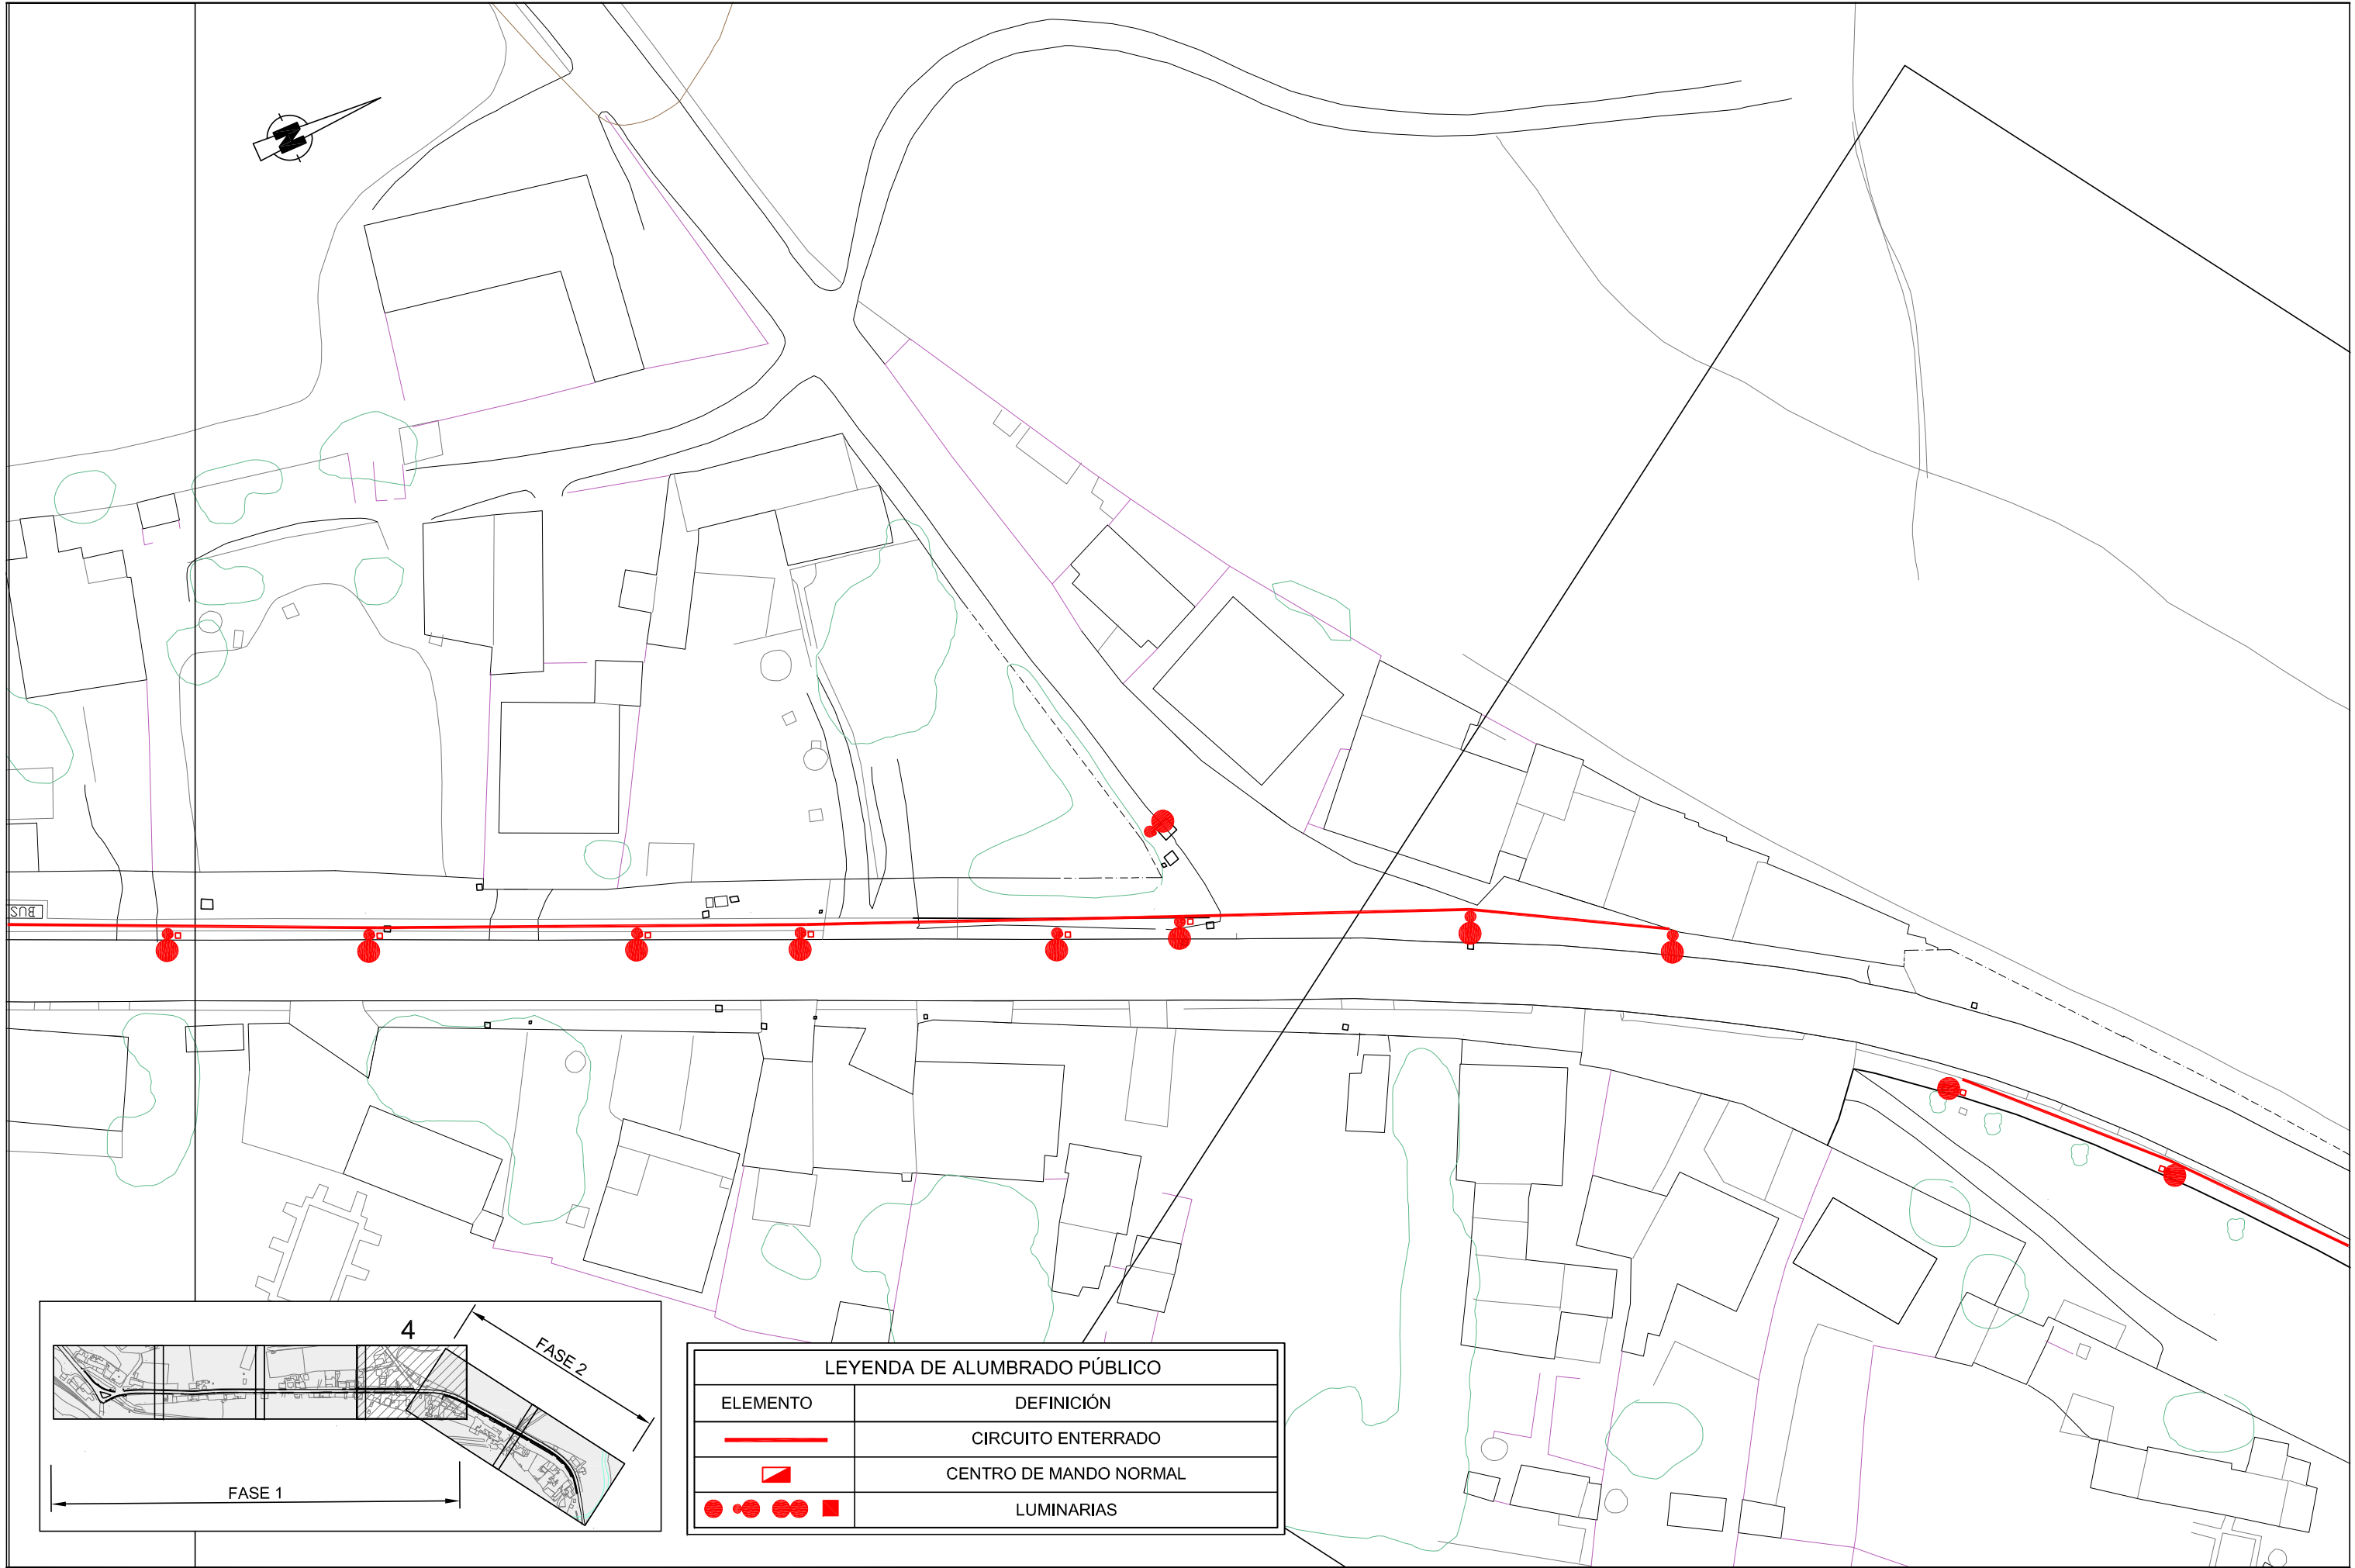 N
BUS
4
FASE 2
FASE 1
LEYENDA DE ALUMBRADO PÚBLICO
ELEMENTO DEFINICIÓN
CIRCUITO ENTERRADO
CENTRO DE MANDO NORMAL
LUMINARIAS